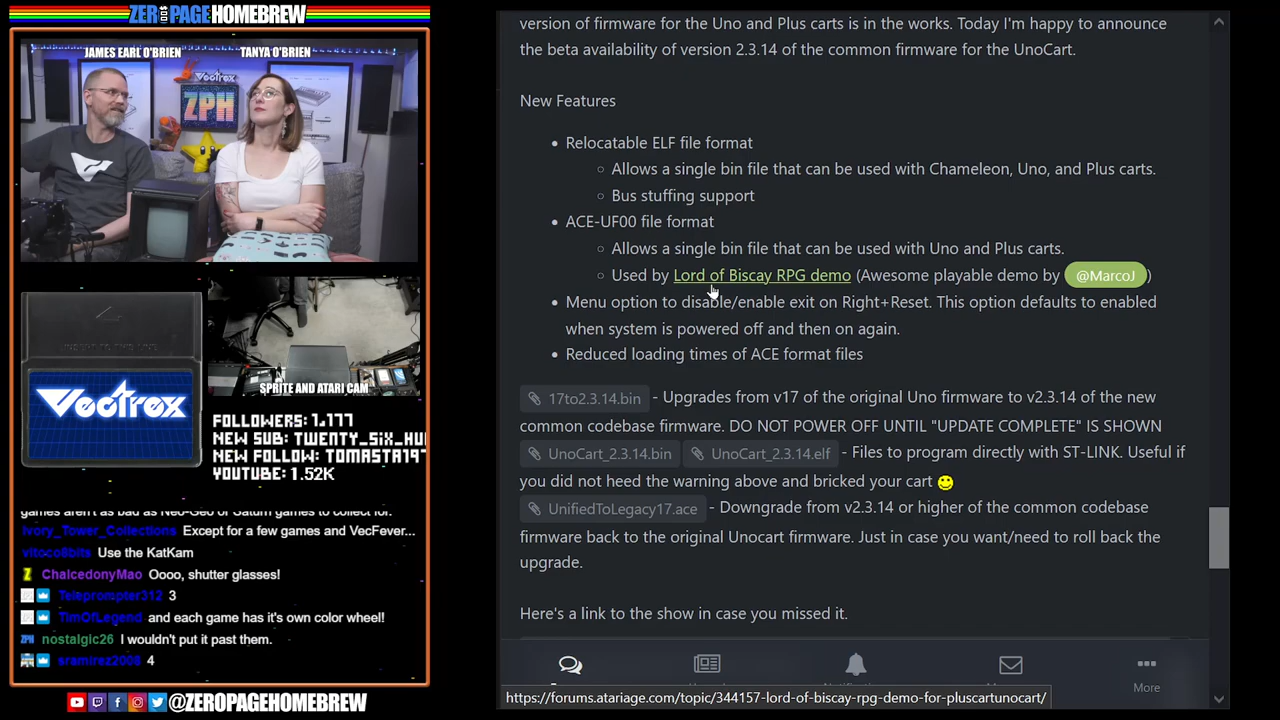 ZERO PAGE HOMEBREW
JAMES EARL O'BRIEN
TANYA O'BRIEN
Vectrex
ZPH
Vectrex
SPRITE AND ATARI CAM
FOLLOWERS: 1,177
NEW SUB: TWENTY_SIX_HU
NEW FOLLOW: TOMASTA197
YOUTUBE: 1.52K
games aren't as bad as Neo-Geo or Saturn games to collect for.
Ivory_Tower_Collections Except for a few games and VecFever...
vitoco8bits Use the KatKam
ChalcedonyMao Oooo, shutter glasses!
Teleprompter312 3
TimOfLegend and each game has it's own color wheel!
nostalgic26 I wouldn't put it past them.
sramirez2008 4
@ZEROPAGEHOMEBREW
version of firmware for the Uno and Plus carts is in the works. Today I'm happy to announce
the beta availability of version 2.3.14 of the common firmware for the UnoCart.
New Features
Relocatable ELF file format
Allows a single bin file that can be used with Chameleon, Uno, and Plus carts.
Bus stuffing support
ACE-UF00 file format
Allows a single bin file that can be used with Uno and Plus carts.
Used by Lord of Biscay RPG demo (Awesome playable demo by @MarcoJ)
Menu option to disable/enable exit on Right+Reset. This option defaults to enabled
when system is powered off and then on again.
Reduced loading times of ACE format files
17to2.3.14.bin - Upgrades from v17 of the original Uno firmware to v2.3.14 of the new
common codebase firmware. DO NOT POWER OFF UNTIL "UPDATE COMPLETE" IS SHOWN
UnoCart_2.3.14.bin UnoCart_2.3.14.elf - Files to program directly with ST-LINK. Useful if
you did not heed the warning above and bricked your cart
UnifiedToLegacy17.ace - Downgrade from v2.3.14 or higher of the common codebase
firmware back to the original Unocart firmware. Just in case you want/need to roll back the
upgrade.
Here's a link to the show in case you missed it.
More
https://forums.atariage.com/topic/344157-lord-of-biscay-rpg-demo-for-pluscartunocart/